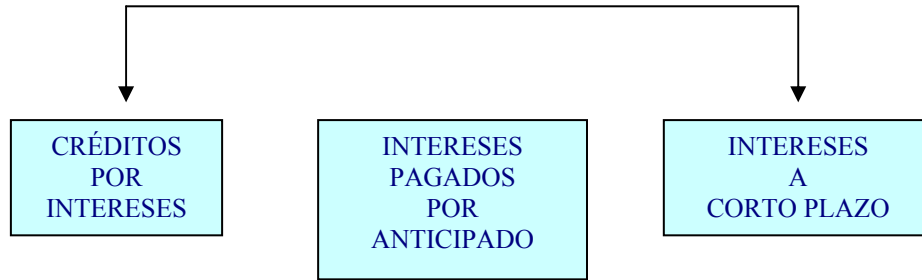 CRÉDITOS
POR
INTERESES
INTERESES
PAGADOS
POR
ANTICIPADO
INTERESES
A
CORTO PLAZO